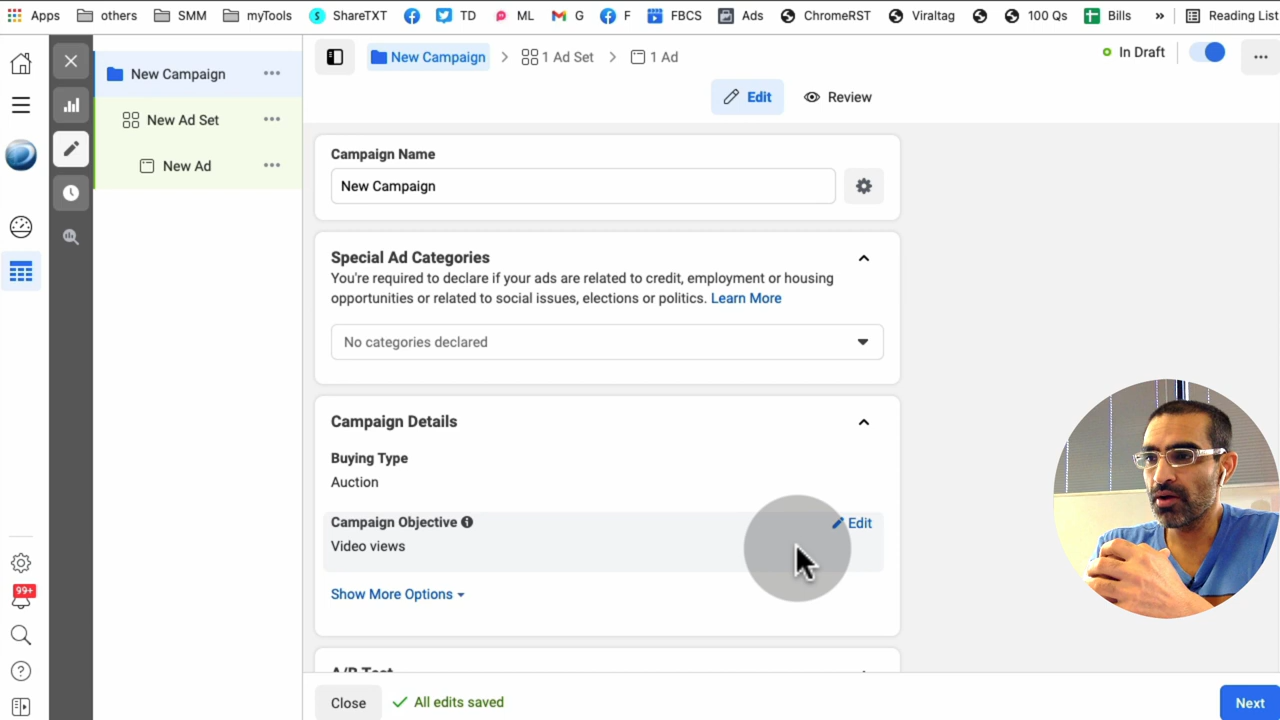 Apps others SMM myTools ShareTXT TD ML G F FBCS Ads ChromeRST Viraltag 100 Qs Bills » Reading List
New Campaign
New Ad Set
New Ad
New Campaign > 1 Ad Set > 1 Ad
In Draft
Edit Review
Campaign Name
New Campaign
Special Ad Categories
You're required to declare if your ads are related to credit, employment or housing
opportunities or related to social issues, elections or politics. Learn More
No categories declared
Campaign Details
Buying Type
Auction
Campaign Objective
Edit
Video views
Show More Options
A/B Test
99+
Close All edits saved
Next